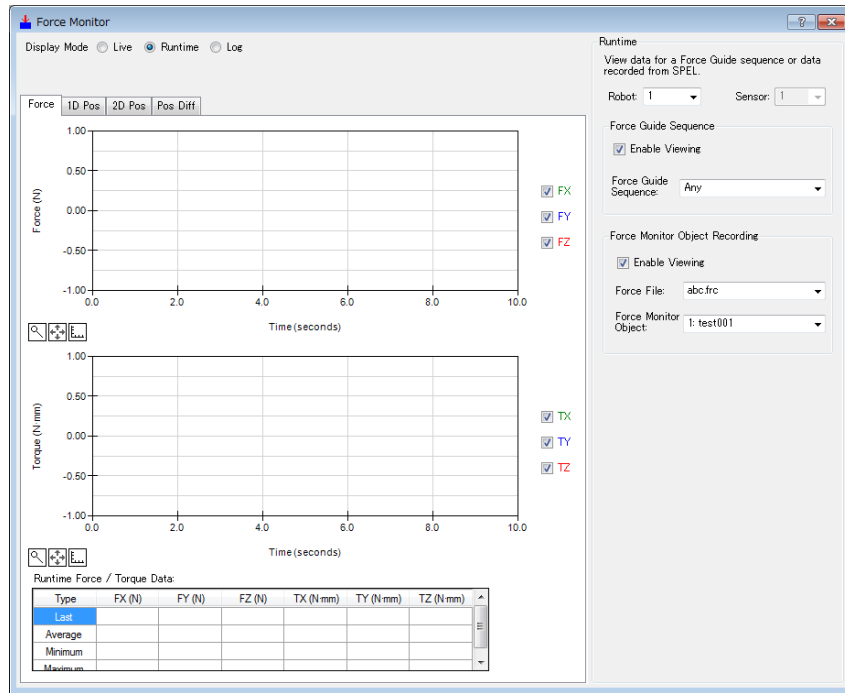 Force Monitor
Display Mode Live Runtime Log
Force 1D Pos 2D Pos Pos Diff
1.00
0.50
0.00
-0.50
-1.00
Force (N)
0.0 2.0 4.0 6.0 8.0 10.0
Time (seconds)
FX
FY
FZ
1.00
0.50
0.00
-0.50
-1.00
Torque (N·mm)
0.0 2.0 4.0 6.0 8.0 10.0
Time (seconds)
TX
TY
TZ
Runtime Force / Torque Data:
Type FX (N) FY (N) FZ (N) TX (N·mm) TY (N·mm) TZ (N·mm)
Last
Average
Minimum
Maximum
Runtime
View data for a Force Guide sequence or data
recorded from SPEL.
Robot: 1 Sensor: 1
Force Guide Sequence
Enable Viewing
Force Guide
Sequence: Any
Force Monitor Object Recording
Enable Viewing
Force File: abc.frc
Force Monitor
Object: 1: test001